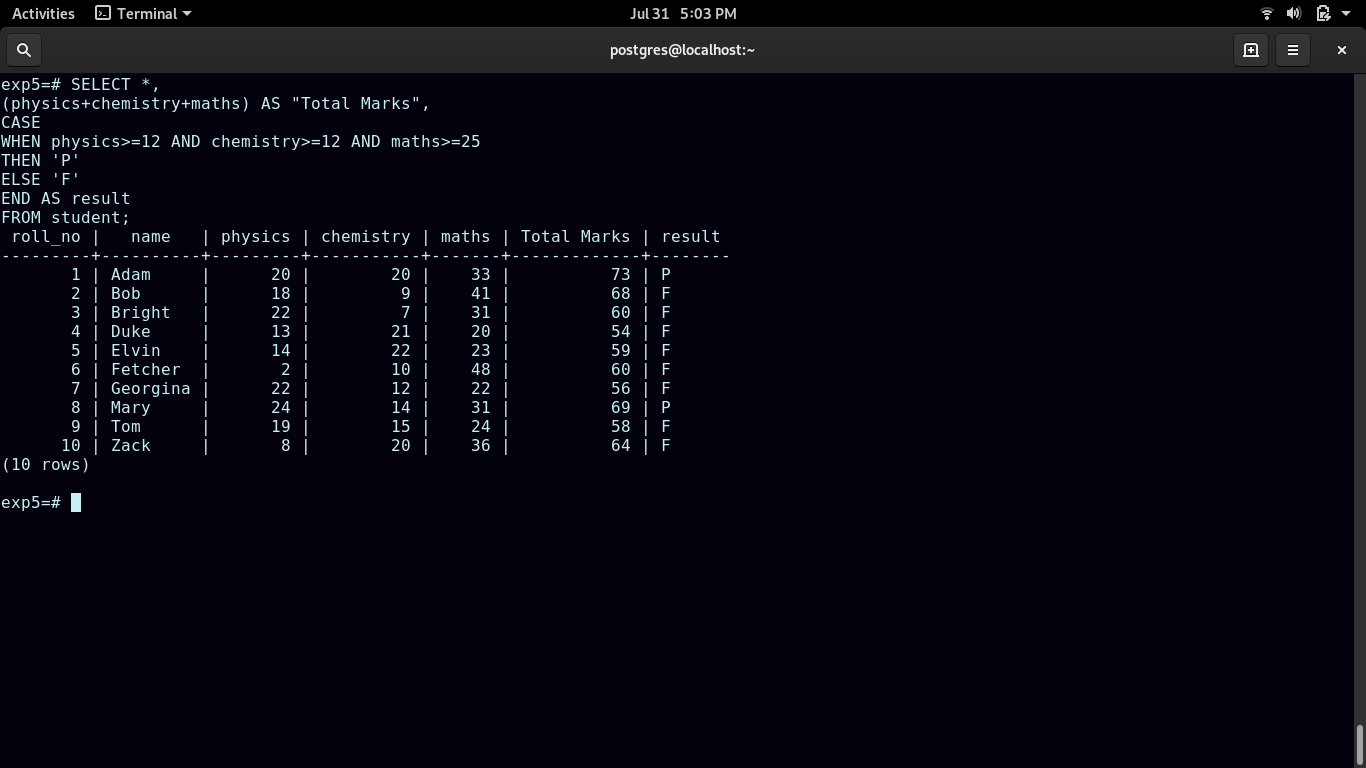 Activities Terminal Jul 31 5:03 PM
postgres@localhost:~
exp5=# SELECT *,
(physics+chemistry+maths) AS "Total Marks",
CASE
WHEN physics>=12 AND chemistry>=12 AND maths>=25
THEN 'P'
ELSE 'F'
END AS result
FROM student;
 roll_no |   name   | physics | chemistry | maths | Total Marks | result
---------+----------+---------+-----------+-------+-------------+--------
       1 | Adam     |      20 |        20 |    33 |          73 | P
       2 | Bob      |      18 |         9 |    41 |          68 | F
       3 | Bright   |      22 |         7 |    31 |          60 | F
       4 | Duke     |      13 |        21 |    20 |          54 | F
       5 | Elvin    |      14 |        22 |    23 |          59 | F
       6 | Fetcher  |       2 |        10 |    48 |          60 | F
       7 | Georgina |      22 |        12 |    22 |          56 | F
       8 | Mary     |      24 |        14 |    31 |          69 | P
       9 | Tom      |      19 |        15 |    24 |          58 | F
      10 | Zack     |       8 |        20 |    36 |          64 | F
(10 rows)
exp5=#